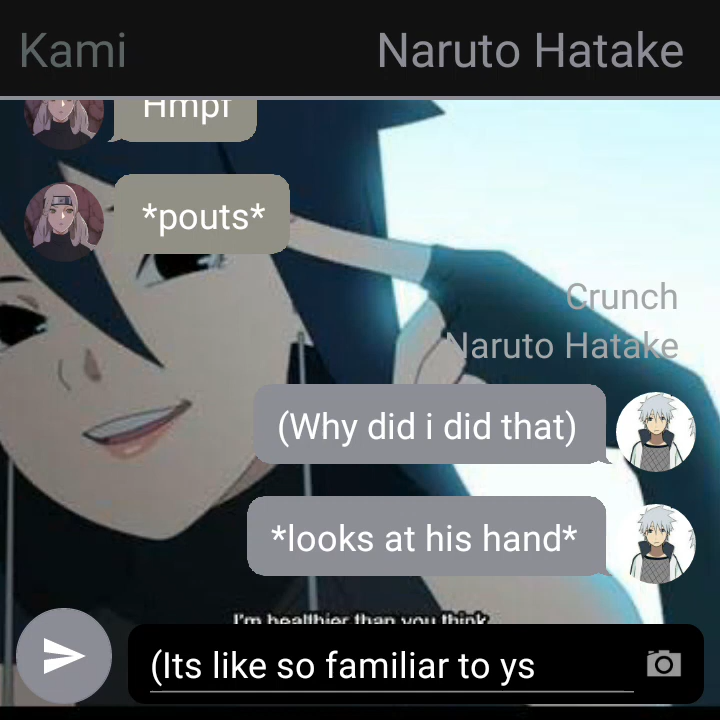 Kami
Naruto Hatake
Hmpf
*pouts*
Crunch
Naruto Hatake
(Why did i did that)
*looks at his hand*
I'm healthier than you think
(Its like so familiar to ys